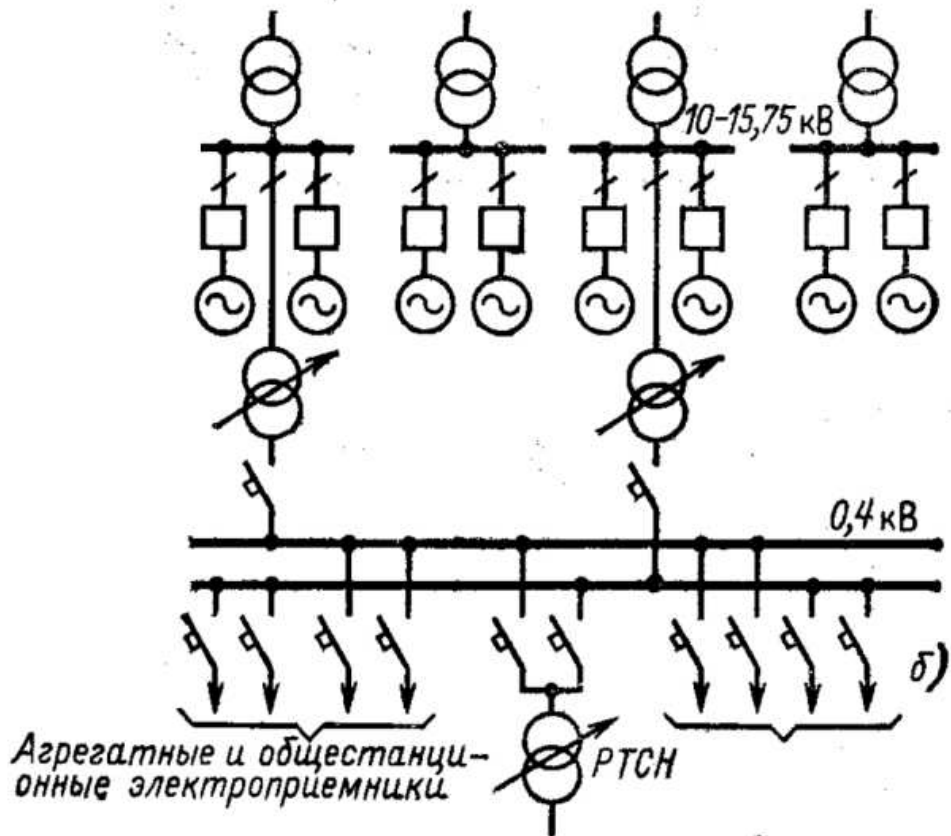 10-15,75 кВ
0,4 кВ
б)
Агрегатные и общестанци-
онные электроприемники
РТСН